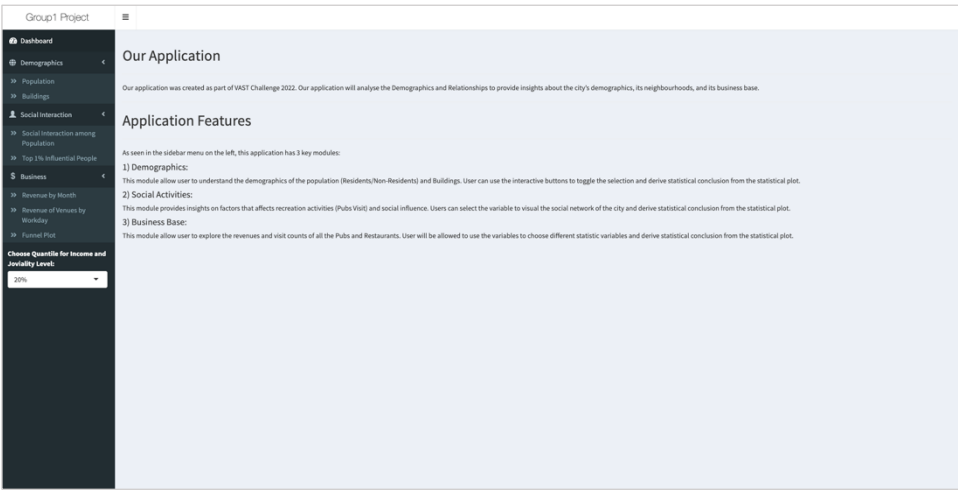 Group1 Project
Dashboard
Demographics
Population
Buildings
Social Interaction
Social Interaction among
Population
Top 1% Influential People
Business
Revenue by Month
Revenue of Venues by
Workday
Funnel Plot
Choose Quantile for Income and
Joviality Level:
20%
Our Application
Our application was created as part of VAST Challenge 2022. Our application will analyse the Demographics and Relationships to provide insights about the city's demographics, its neighbourhoods, and its business base.
Application Features
As seen in the sidebar menu on the left, this application has 3 key modules:
1) Demographics:
This module allow user to understand the demographics of the population (Residents/Non-Residents) and Buildings. User can use the interactive buttons to toggle the selection and derive statistical conclusion from the statistical plot.
2) Social Activities:
This module provides insights on factors that affects recreation activities (Pubs Visit) and social influence. Users can select the variable to visual the social network of the city and derive statistical conclusion from the statistical plot.
3) Business Base:
This module allow user to explore the revenues and visit counts of all the Pubs and Restaurants. User will be allowed to use the variables to choose different statistic variables and derive statistical conclusion from the statistical plot.